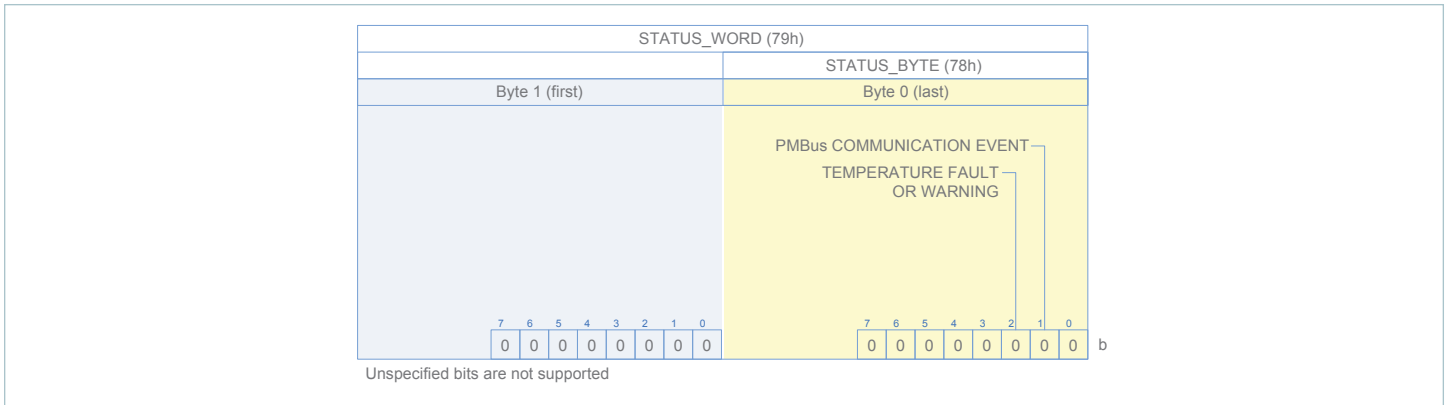 STATUS_WORD (79h)
STATUS_BYTE (78h)
Byte 1 (first) Byte 0 (last)
PMBus COMMUNICATION EVENT
TEMPERATURE FAULT
OR WARNING
7 6 5 4 3 2 1 0 7 6 5 4 3 2 1 0
0 0 0 0 0 0 0 0 0 0 0 0 0 0 0 0 b
Unspecified bits are not supported